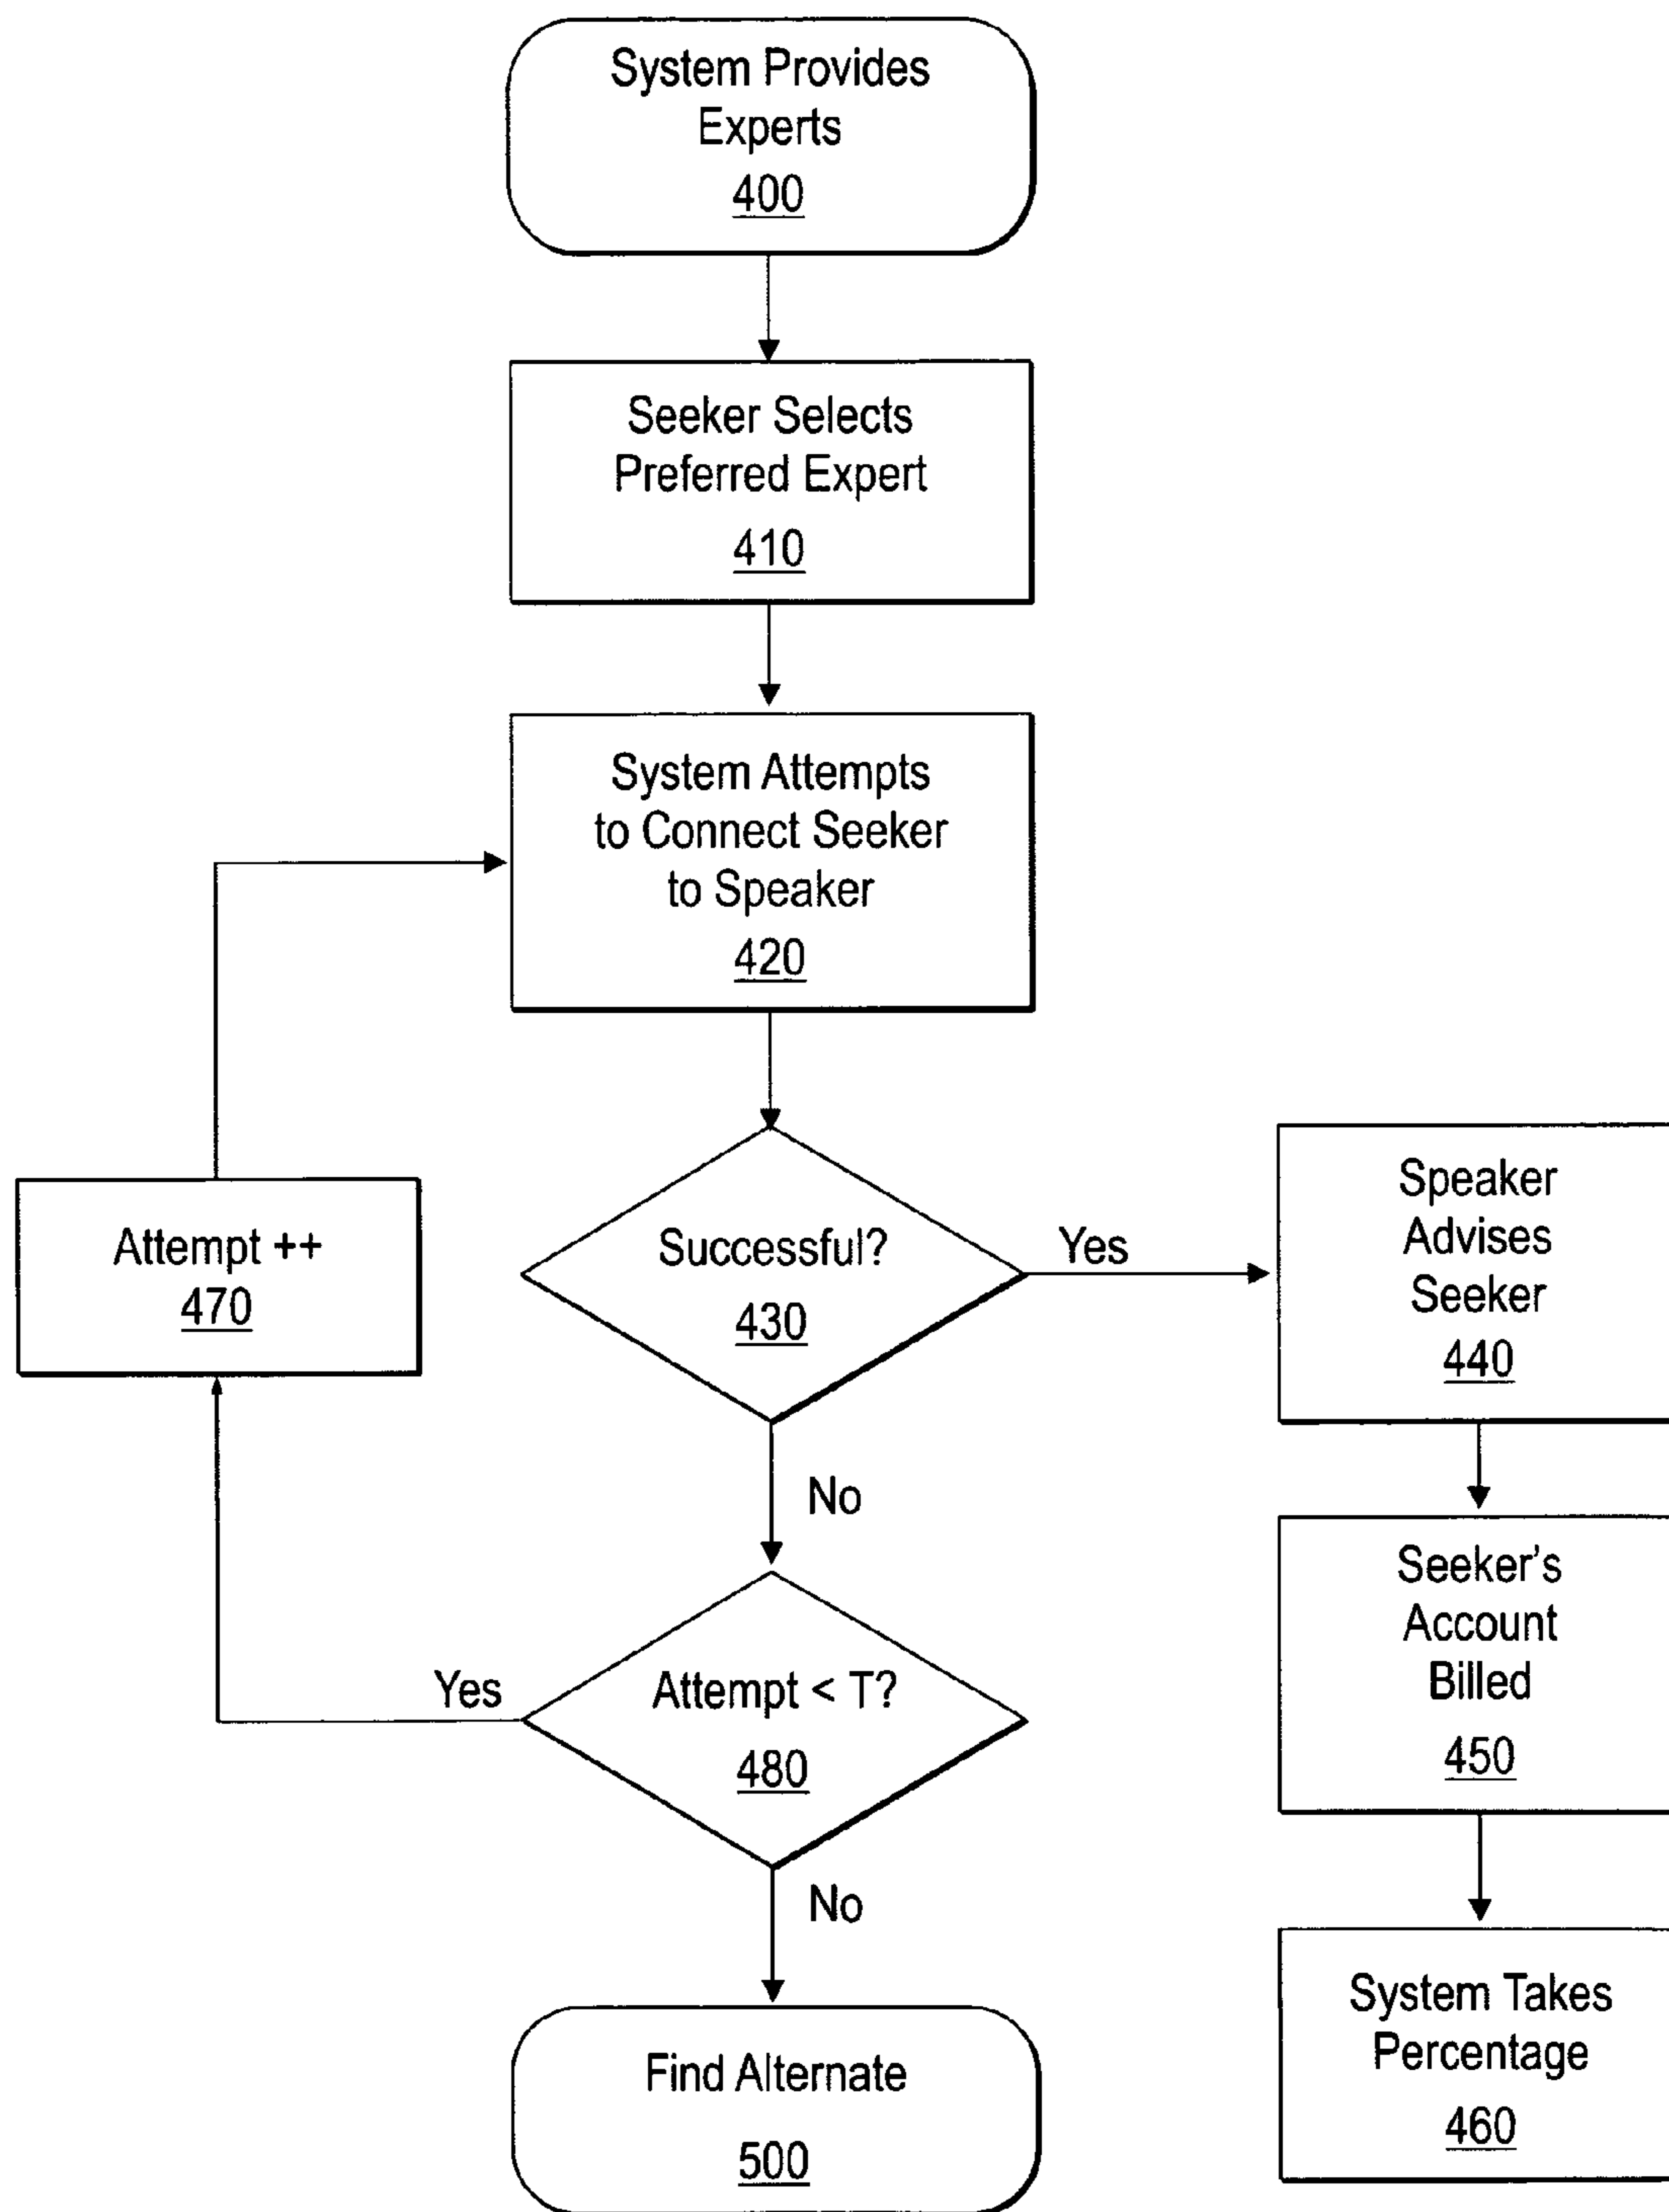 System Provides
Experts
400
Seeker Selects
Preferred Expert
410
System Attempts
to Connect Seeker
to Speaker
420
Attempt ++
470
Successful?
430
Yes
Speaker
Advises
Seeker
440
No
Seeker's
Account
Billed
450
Yes
Attempt < T?
480
No
System Takes
Percentage
460
Find Alternate
500